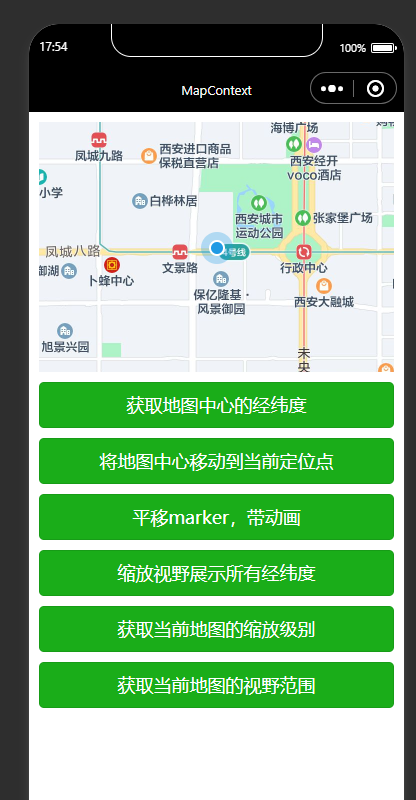 17:54
100%
MapContext
海博广场
凤城九路
西安进口商品
保税直营店
西安经开
voco酒店
小学
白桦林居
西安城市
运动公园
张家堡广场
凤城八路
号线
御湖
卜蜂中心
文景路
行政中心
保亿隆基·
风景御园
西安大融城
旭景兴园
未
央
获取地图中心的经纬度
将地图中心移动到当前定位点
平移marker，带动画
缩放视野展示所有经纬度
获取当前地图的缩放级别
获取当前地图的视野范围